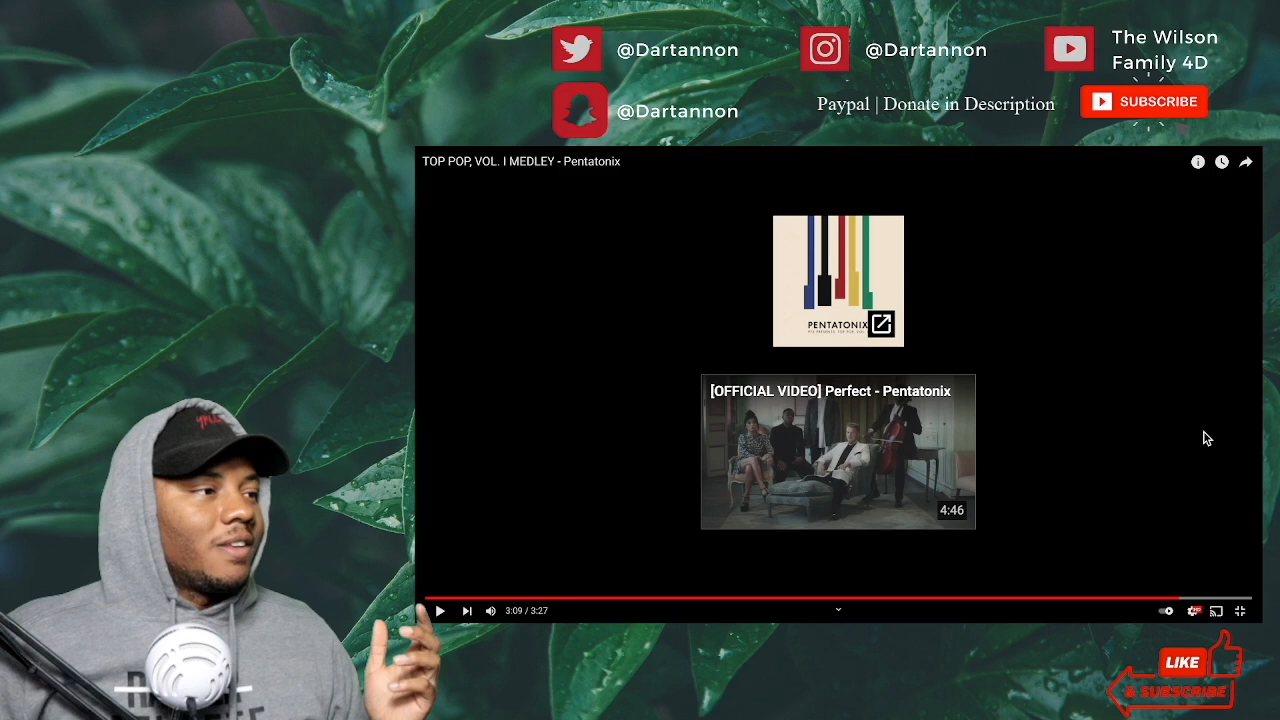 @Dartannon
@Dartannon
The Wilson
Family 4D
@Dartannon
Paypal | Donate in Description
SUBSCRIBE
TOP POP, VOL. I MEDLEY - Pentatonix
PENTATONIX
[OFFICIAL VIDEO] Perfect - Pentatonix
4:46
3:09 / 3:27
LIKE
& SUBSCRIBE